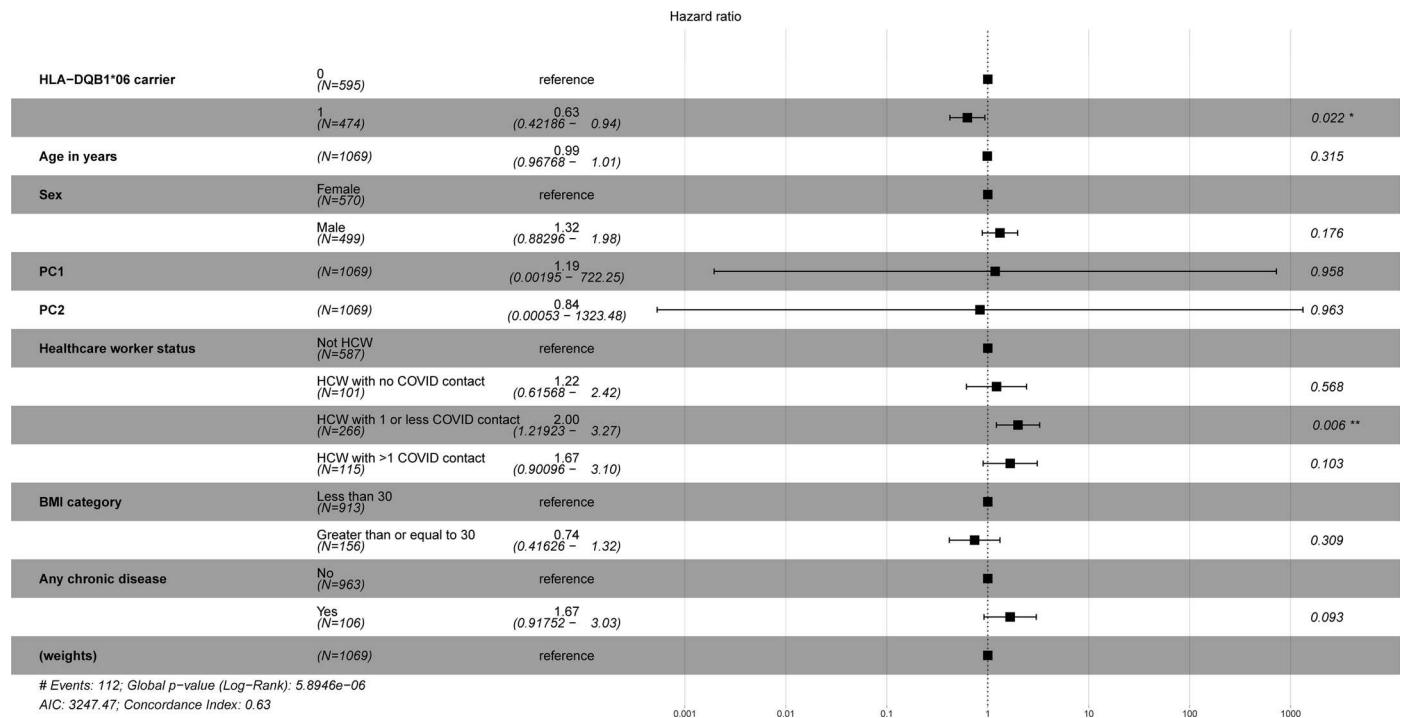 Hazard ratio
HLA−DQB1*06 carrier 0 (N=595) reference
1 (N=474) 0.63 (0.42186 − 0.94) 0.022 *
Age in years (N=1069) 0.99 (0.96768 − 1.01) 0.315
Sex Female (N=570) reference
Male (N=499) 1.32 (0.88296 − 1.98) 0.176
PC1 (N=1069) 1.19 (0.00195 − 722.25) 0.958
PC2 (N=1069) 0.84 (0.00053 − 1323.48) 0.963
Healthcare worker status Not HCW (N=587) reference
HCW with no COVID contact (N=101) 1.22 (0.61568 − 2.42) 0.568
HCW with 1 or less COVID contact (N=266) 2.00 (1.21923 − 3.27) 0.006 **
HCW with >1 COVID contact (N=115) 1.67 (0.90096 − 3.10) 0.103
BMI category Less than 30 (N=913) reference
Greater than or equal to 30 (N=156) 0.74 (0.41626 − 1.32) 0.309
Any chronic disease No (N=963) reference
Yes (N=106) 1.67 (0.91752 − 3.03) 0.093
(weights) (N=1069) reference
# Events: 112; Global p−value (Log−Rank): 5.8946e−06
AIC: 3247.47; Concordance Index: 0.63
0.001 0.01 0.1 1 10 100 1000